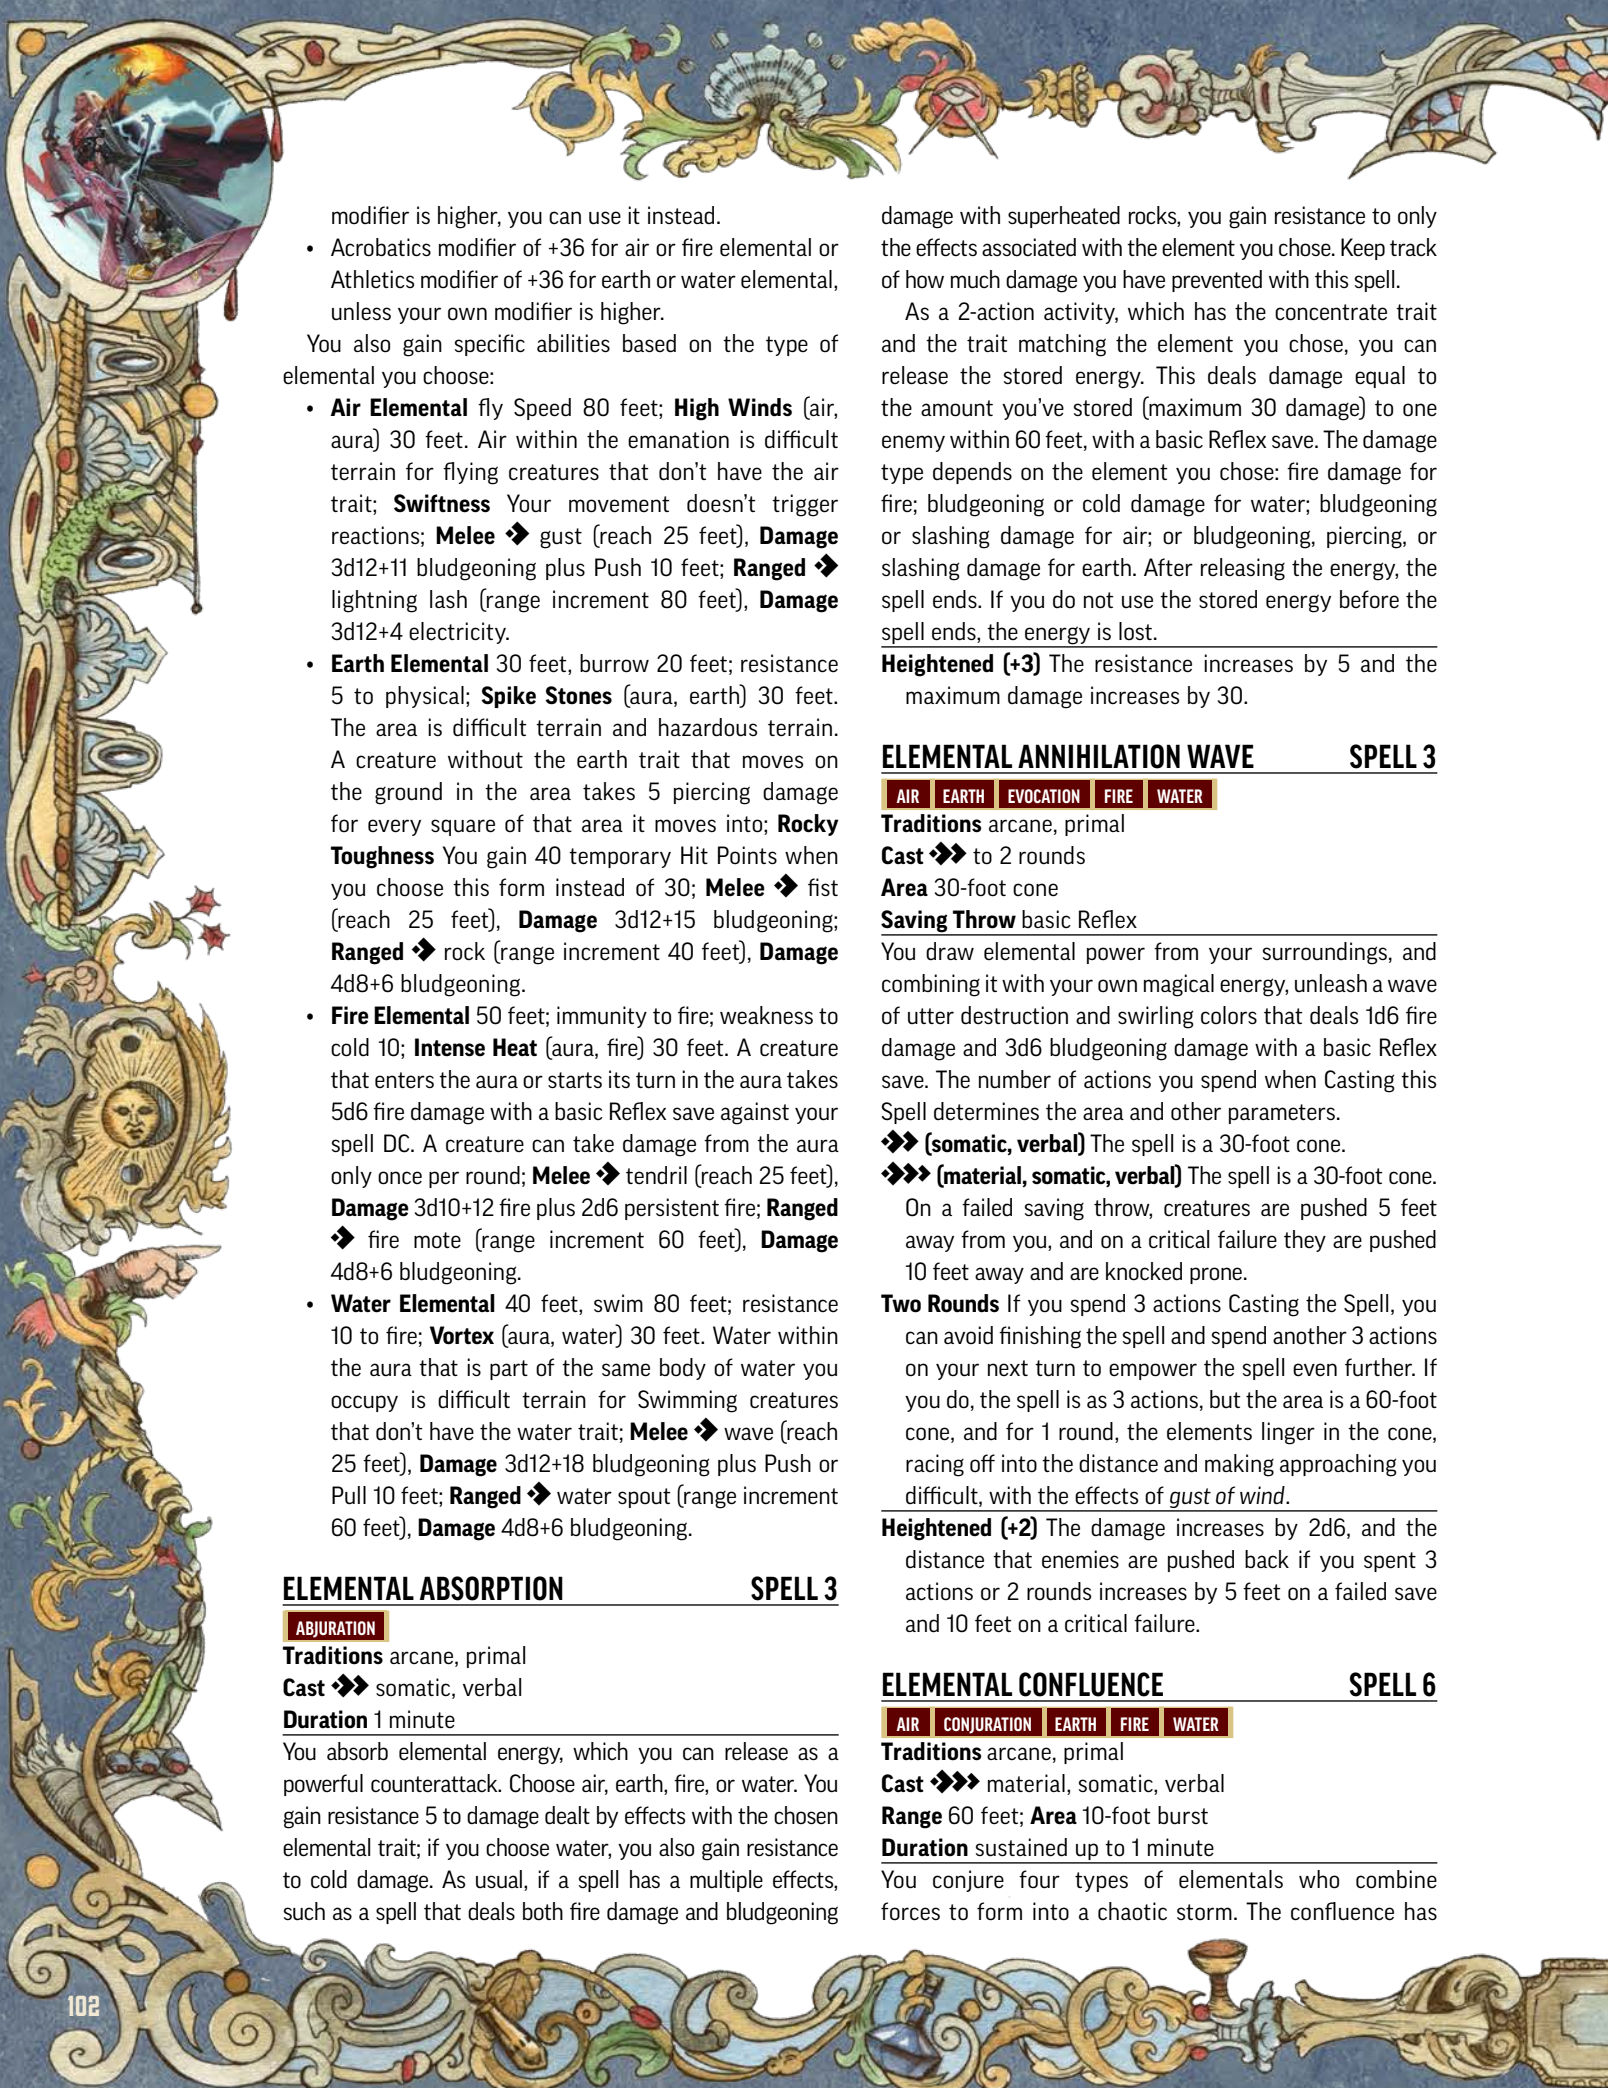 modifier is higher, you can use it instead.
• Acrobatics modifier of +36 for air or fire elemental or
Athletics modifier of +36 for earth or water elemental,
unless your own modifier is higher.
You also gain specific abilities based on the type of
elemental you choose:
• Air Elemental fly Speed 80 feet; High Winds (air,
aura) 30 feet. Air within the emanation is difficult
terrain for flying creatures that don't have the air
trait; Swiftness Your movement doesn't trigger
reactions; Melee gust (reach 25 feet), Damage
3d12+11 bludgeoning plus Push 10 feet; Ranged
lightning lash (range increment 80 feet), Damage
3d12+4 electricity.
• Earth Elemental 30 feet, burrow 20 feet; resistance
5 to physical; Spike Stones (aura, earth) 30 feet.
The area is difficult terrain and hazardous terrain.
A creature without the earth trait that moves on
the ground in the area takes 5 piercing damage
for every square of that area it moves into; Rocky
Toughness You gain 40 temporary Hit Points when
you choose this form instead of 30; Melee fist
(reach 25 feet), Damage 3d12+15 bludgeoning;
Ranged rock (range increment 40 feet), Damage
4d8+6 bludgeoning.
• Fire Elemental 50 feet; immunity to fire; weakness to
cold 10; Intense Heat (aura, fire) 30 feet. A creature
that enters the aura or starts its turn in the aura takes
5d6 fire damage with a basic Reflex save against your
spell DC. A creature can take damage from the aura
only once per round; Melee tendril (reach 25 feet),
Damage 3d10+12 fire plus 2d6 persistent fire; Ranged
fire mote (range increment 60 feet), Damage
4d8+6 bludgeoning.
• Water Elemental 40 feet, swim 80 feet; resistance
10 to fire; Vortex (aura, water) 30 feet. Water within
the aura that is part of the same body of water you
occupy is difficult terrain for Swimming creatures
that don't have the water trait; Melee wave (reach
25 feet), Damage 3d12+18 bludgeoning plus Push or
Pull 10 feet; Ranged water spout (range increment
60 feet), Damage 4d8+6 bludgeoning.
ELEMENTAL ABSORPTION SPELL 3
ABJURATION
Traditions arcane, primal
Cast somatic, verbal
Duration 1 minute
You absorb elemental energy, which you can release as a
powerful counterattack. Choose air, earth, fire, or water. You
gain resistance 5 to damage dealt by effects with the chosen
elemental trait; if you choose water, you also gain resistance
to cold damage. As usual, if a spell has a multiple effects,
such as a spell that deals both fire damage and bludgeoning
damage with superheated rocks, you gain resistance to only
the effects associated with the element you chose. Keep track
of how much damage you have prevented with this spell.
As a 2-action activity, which has the concentrate trait
and the trait matching the element you chose, you can
release the stored energy. This deals damage equal to
the amount you've stored (maximum 30 damage) to one
enemy within 60 feet, with a basic Reflex save. The damage
type depends on the element you chose: fire damage for
fire; bludgeoning or cold damage for water; bludgeoning
or slashing damage for air; or bludgeoning, piercing, or
slashing damage for earth. After releasing the energy, the
spell ends. If you do not use the stored energy before the
spell ends, the energy is lost.
Heightened (+3) The resistance increases by 5 and the
maximum damage increases by 30.
ELEMENTAL ANNIHILATION WAVE SPELL 3
AIR EARTH EVOCATION FIRE WATER
Traditions arcane, primal
Cast to 2 rounds
Area 30-foot cone
Saving Throw basic Reflex
You draw elemental power from your surroundings, and
combining it with your own magical energy, unleash a wave
of utter destruction and swirling colors that deals 1d6 fire
damage and 3d6 bludgeoning damage with a basic Reflex
save. The number of actions you spend when Casting this
Spell determines the area and other parameters.
(somatic, verbal) The spell is a 30-foot cone.
(material, somatic, verbal) The spell is a 30-foot cone.
On a failed saving throw, creatures are pushed 5 feet
away from you, and on a critical failure they are pushed
10 feet away and are knocked prone.
Two Rounds If you spend 3 actions Casting the Spell, you
can avoid finishing the spell and spend another 3 actions
on your next turn to empower the spell even further. If
you do, the spell is as 3 actions, but the area is a 60-foot
cone, and for 1 round, the elements linger in the cone,
racing off into the distance and making approaching you
difficult, with the effects of gust of wind.
Heightened (+2) The damage increases by 2d6, and the
distance that enemies are pushed back if you spent 3
actions or 2 rounds increases by 5 feet on a failed save
and 10 feet on a critical failure.
ELEMENTAL CONFLUENCE SPELL 6
AIR CONJURATION EARTH FIRE WATER
Traditions arcane, primal
Cast material, somatic, verbal
Range 60 feet; Area 10-foot burst
Duration sustained up to 1 minute
You conjure four types of elementals who combine
forces to form into a chaotic storm. The confluence has
102